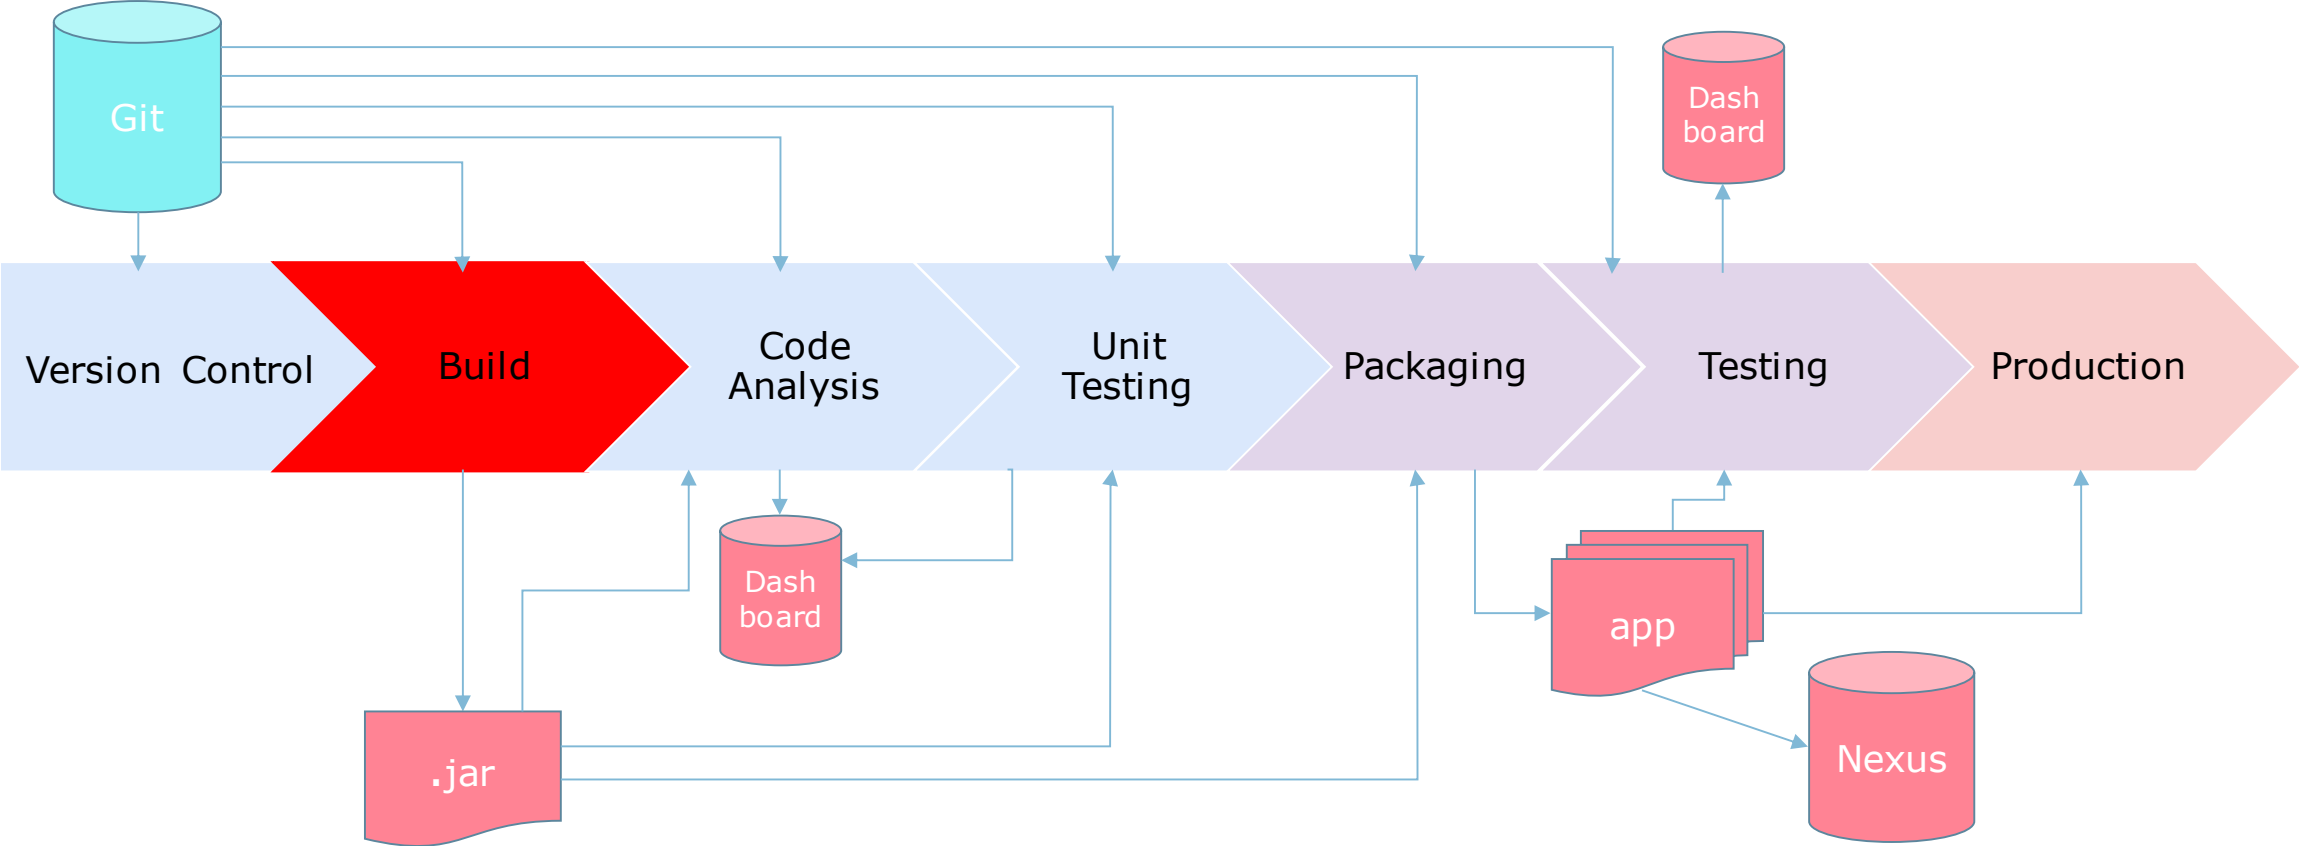 Git
Dash
board
Version Control
Build
Code
Analysis
Unit
Testing
Packaging
Testing
Production
Dash
board
app
.jar
Nexus